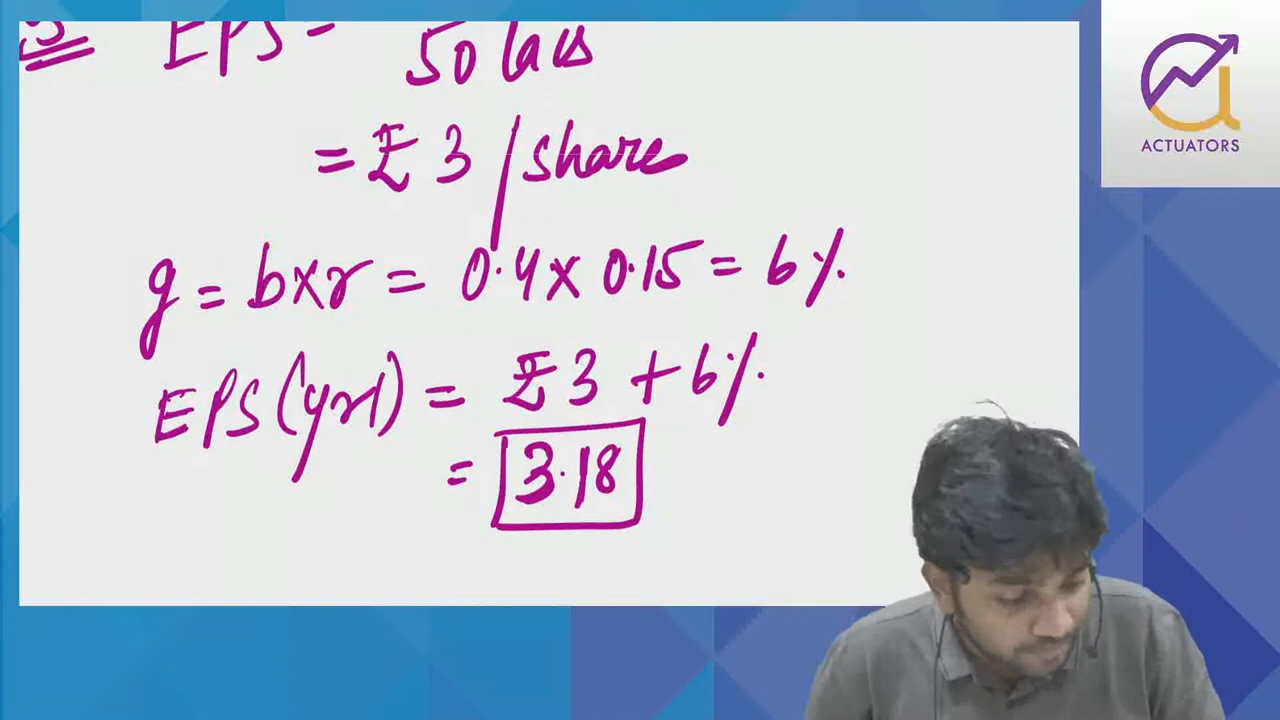 EPS =
50 lacs
= ₹ 3 / share
g = b×r = 0.4 × 0.15 = 6%
EPS (yr1) = ₹ 3 + 6%
= 3.18
ACTUATORS